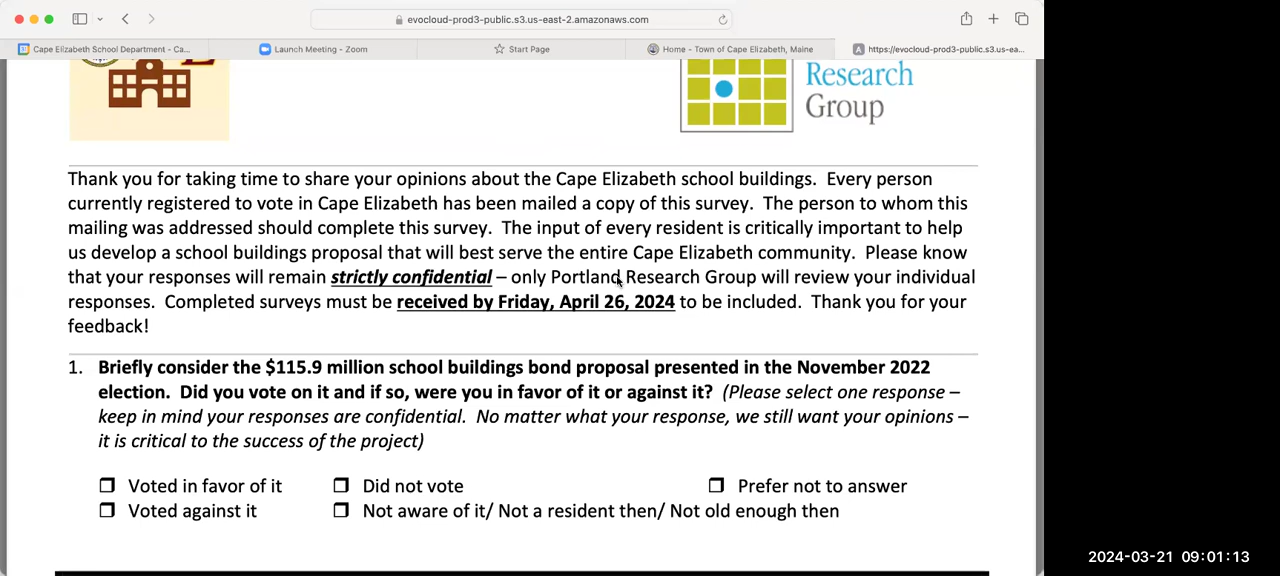 evocloud-prod3-public.s3.us-east-2.amazonaws.com
Cape Elizabeth School Department - Ca...
Launch Meeting - Zoom
Start Page
Home - Town of Cape Elizabeth, Maine
https://evocloud-prod3-public.s3.us-ea...
Research
Group
Thank you for taking time to share your opinions about the Cape Elizabeth school buildings. Every person
currently registered to vote in Cape Elizabeth has been mailed a copy of this survey. The person to whom this
mailing was addressed should complete this survey. The input of every resident is critically important to help
us develop a school buildings proposal that will best serve the entire Cape Elizabeth community. Please know
that your responses will remain strictly confidential – only Portland Research Group will review your individual
responses. Completed surveys must be received by Friday, April 26, 2024 to be included. Thank you for your
feedback!
1. Briefly consider the $115.9 million school buildings bond proposal presented in the November 2022
election. Did you vote on it and if so, were you in favor of it or against it? (Please select one response –
keep in mind your responses are confidential. No matter what your response, we still want your opinions –
it is critical to the success of the project)
Voted in favor of it
Did not vote
Prefer not to answer
Voted against it
Not aware of it/ Not a resident then/ Not old enough then
2024-03-21 09:01:13